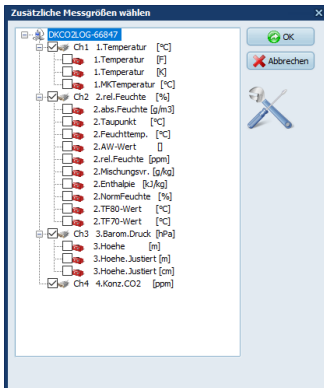 Zusätzliche Messgrößen wählen
DKCO2LOG-66847
Ch1 1.Temperatur [°C]
1.Temperatur [F]
1.Temperatur [K]
1.MKTemperatur [°C]
Ch2 2.rel.Feuchte [%]
2.abs.Feuchte [g/m3]
2.Taupunkt [°C]
2.Feuchttemp. [°C]
2.AW-Wert []
2.rel.Feuchte [ppm]
2.Mischungsvr. [g/kg]
2.Enthalpie [kJ/kg]
2.NormFeuchte [%]
2.TF80-Wert [°C]
2.TF70-Wert [°C]
Ch3 3.Barom.Druck [hPa]
3.Hoehe [m]
3.Hoehe.Justiert [m]
3.Hoehe.Justiert [cm]
Ch4 4.Konz.CO2 [ppm]
OK
Abbrechen